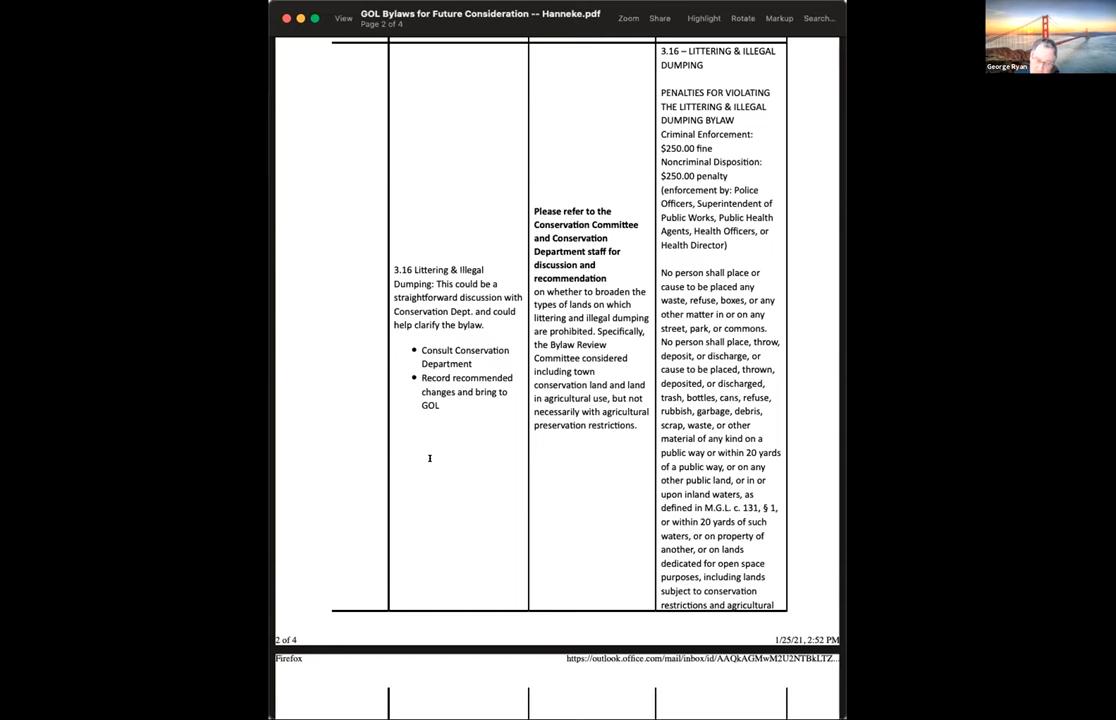 View
GOL Bylaws for Future Consideration -- Hanneke.pdf
Page 2 of 4
Zoom
Share
Highlight
Rotate
Markup
Search...
George Ryan
3.16 Littering & Illegal
Dumping: This could be a
straightforward discussion with
Conservation Dept. and could
help clarify the bylaw.
• Consult Conservation
Department
• Record recommended
changes and bring to
GOL
Please refer to the
Conservation Committee
and Conservation
Department staff for
discussion and
recommendation
on whether to broaden the
types of lands on which
littering and illegal dumping
are prohibited. Specifically,
the Bylaw Review
Committee considered
including town
conservation land and land
in agricultural use, but not
necessarily with agricultural
preservation restrictions.
3.16 – LITTERING & ILLEGAL
DUMPING
PENALTIES FOR VIOLATING
THE LITTERING & ILLEGAL
DUMPING BYLAW
Criminal Enforcement:
$250.00 fine
Noncriminal Disposition:
$250.00 penalty
(enforcement by: Police
Officers, Superintendent of
Public Works, Public Health
Agents, Health Officers, or
Health Director)
No person shall place or
cause to be placed any
waste, refuse, boxes, or any
other matter in or on any
street, park, or commons.
No person shall place, throw,
deposit, or discharge, or
cause to be placed, thrown,
deposited, or discharged,
trash, bottles, cans, refuse,
rubbish, garbage, debris,
scrap, waste, or other
material of any kind on a
public way or within 20 yards
of a public way, or on any
other public land, or in or
upon inland waters, as
defined in M.G.L. c. 131, § 1,
or within 20 yards of such
waters, or on property of
another, or on lands
dedicated for open space
purposes, including lands
subject to conservation
restrictions and agricultural
2 of 4
1/25/21, 2:52 PM
Firefox
https://outlook.office.com/mail/inbox/id/AAQkAGMwM2U2NTBkLTZ...